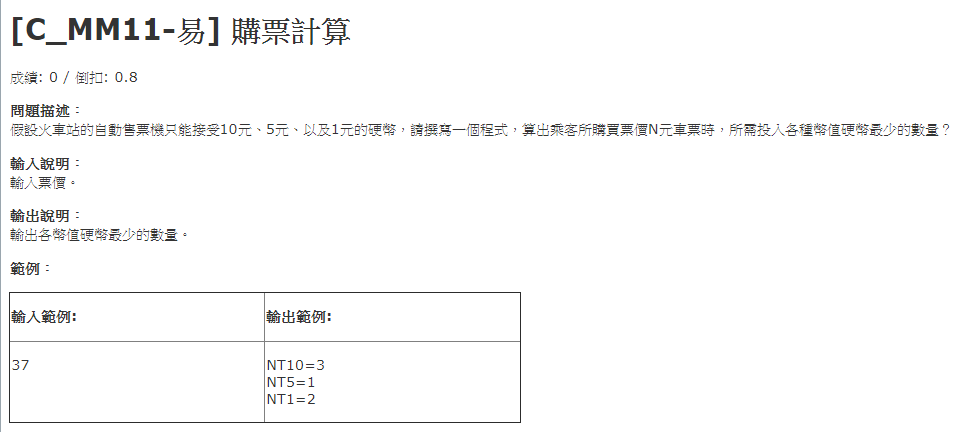 [C_MM11-易] 購票計算
成績: 0 / 倒扣: 0.8
問題描述：
假設火車站的自動售票機只能接受10元、5元、以及1元的硬幣，請撰寫一個程式，算出乘客所購買票價N元車票時，所需投入各種幣值硬幣最少的數量？
輸入說明：
輸入票價。
輸出說明：
輸出各幣值硬幣最少的數量。
範例：
輸入範例:
輸出範例:
37
NT10=3
NT5=1
NT1=2